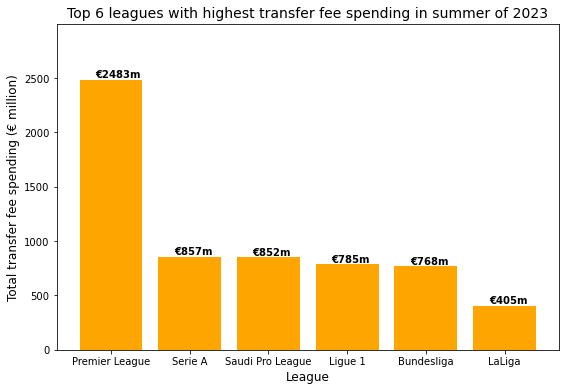 Top 6 leagues with highest transfer fee spending in summer of 2023
Total transfer fee spending (€ million)
2500
2000
1500
1000
500
0
€2483m
€857m
€852m
€785m
€768m
€405m
Premier League
Serie A
Saudi Pro League
Ligue 1
Bundesliga
LaLiga
League